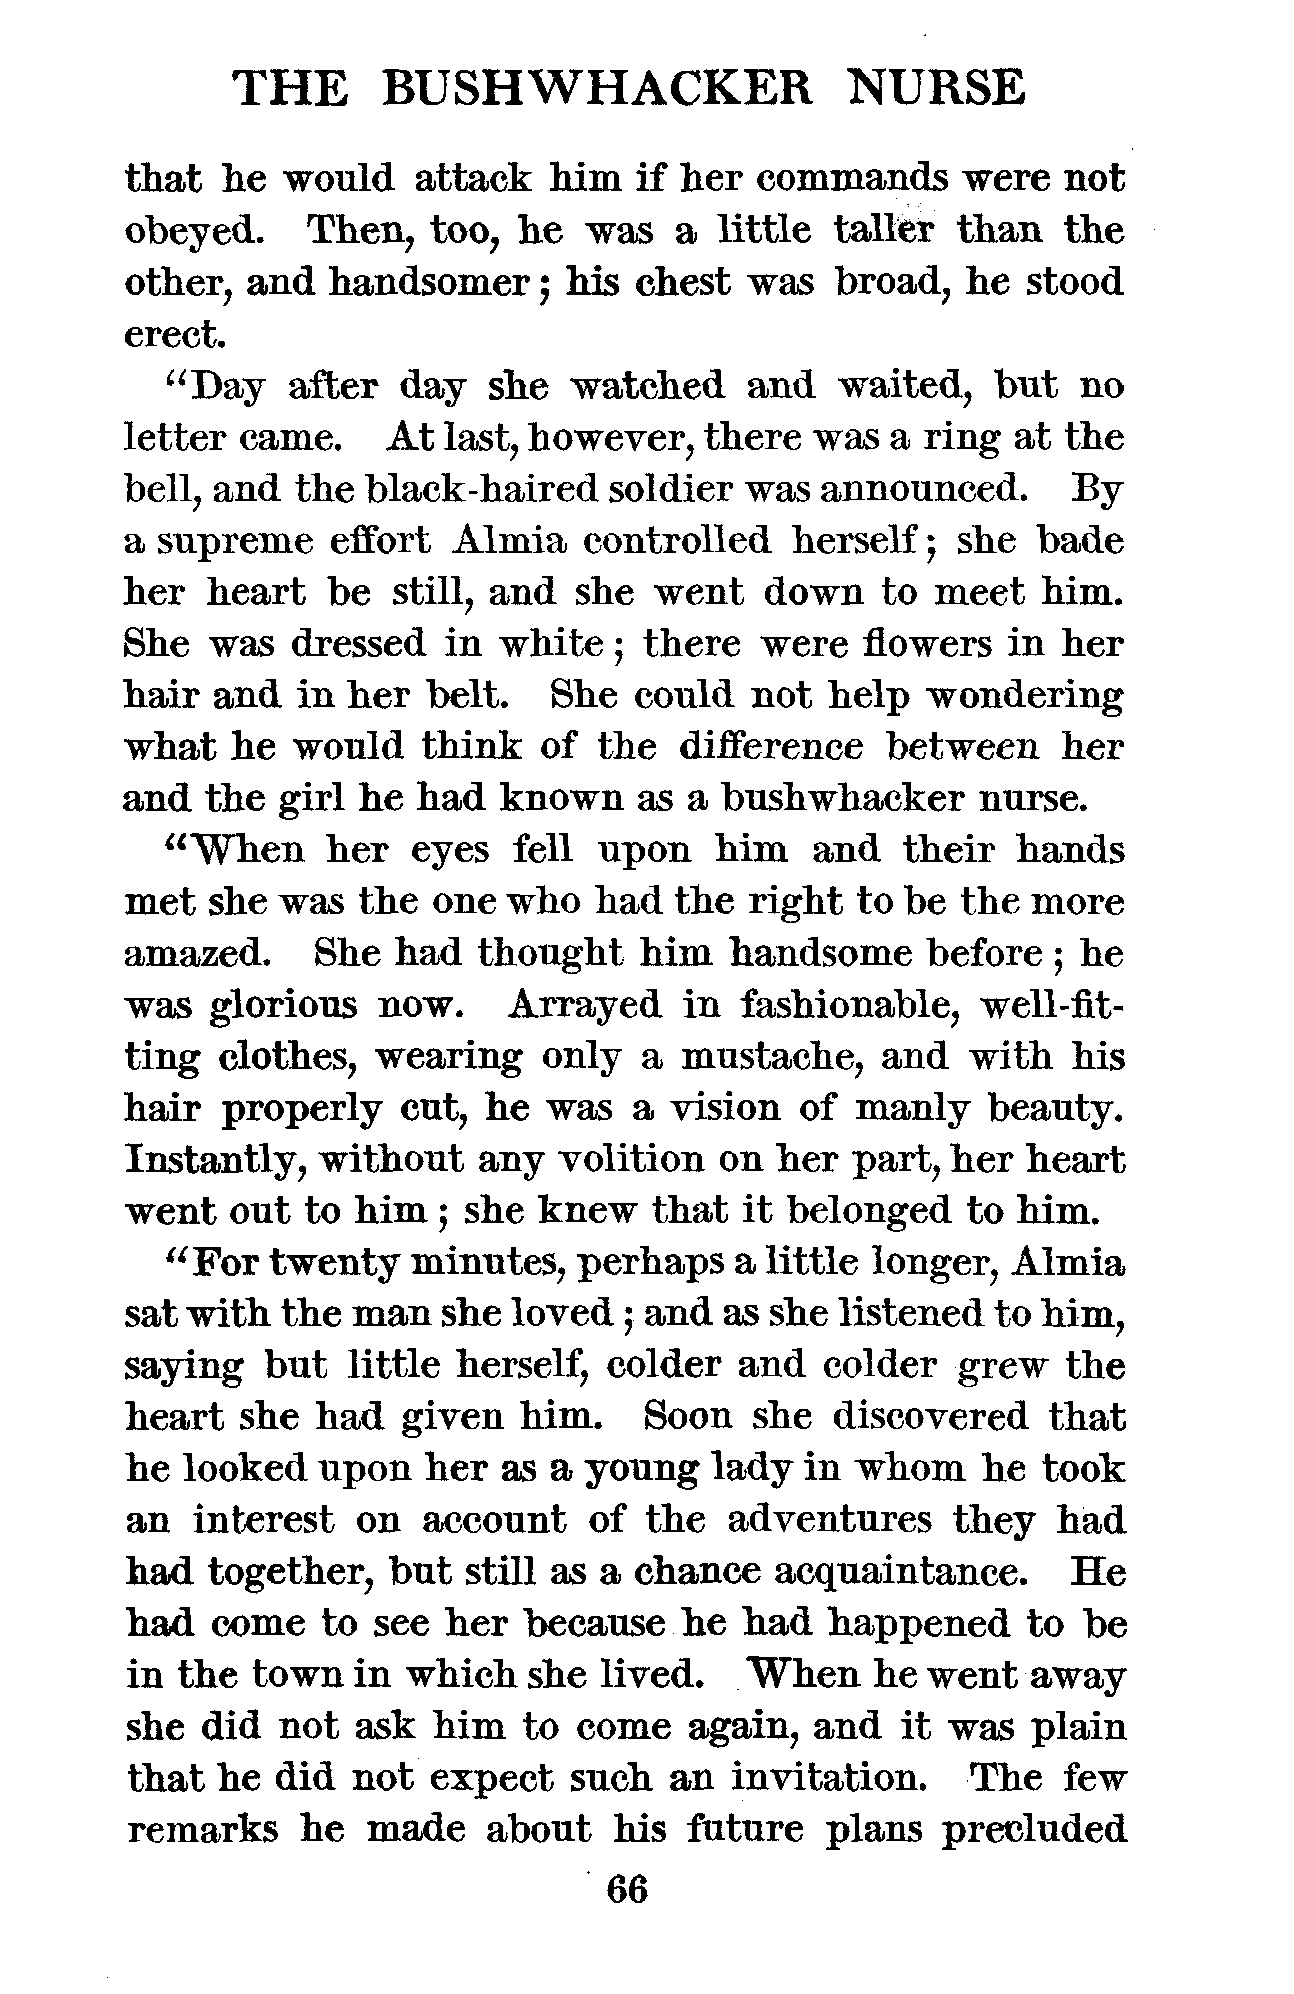 THE BUSHWHACKER NURSE
that he would attack him if her commands were not
obeyed. Then, too, he was a little taller than the
other, and handsomer; his chest was broad, he stood
erect.
"Day after day she watched and waited, but no
letter came. At last, however, there was a ring at the
bell, and the black-haired soldier was announced. By
a supreme effort Almia controlled herself; she bade
her heart be still, and she went down to meet him.
She was dressed in white; there were flowers in her
hair and in her belt. She could not help wondering
what he would think of the difference between her
and the girl he had known as a bushwhacker nurse.
"When her eyes fell upon him and their hands
met she was the one who had the right to be the more
amazed. She had thought him handsome before; he
was glorious now. Arrayed in fashionable, well-fit-
ting clothes, wearing only a mustache, and with his
hair properly cut, he was a vision of manly beauty.
Instantly, without any volition on her part, her heart
went out to him; she knew that it belonged to him.
"For twenty minutes, perhaps a little longer, Almia
sat with the man she loved; and as she listened to him,
saying but little herself, colder and colder grew the
heart she had given him. Soon she discovered that
he looked upon her as a young lady in whom he took
an interest on account of the adventures they had
had together, but still as a chance acquaintance. He
had come to see her because he had happened to be
in the town in which she lived. When he went away
she did not ask him to come again, and it was plain
that he did not expect such an invitation. The few
remarks he made about his future plans precluded
66